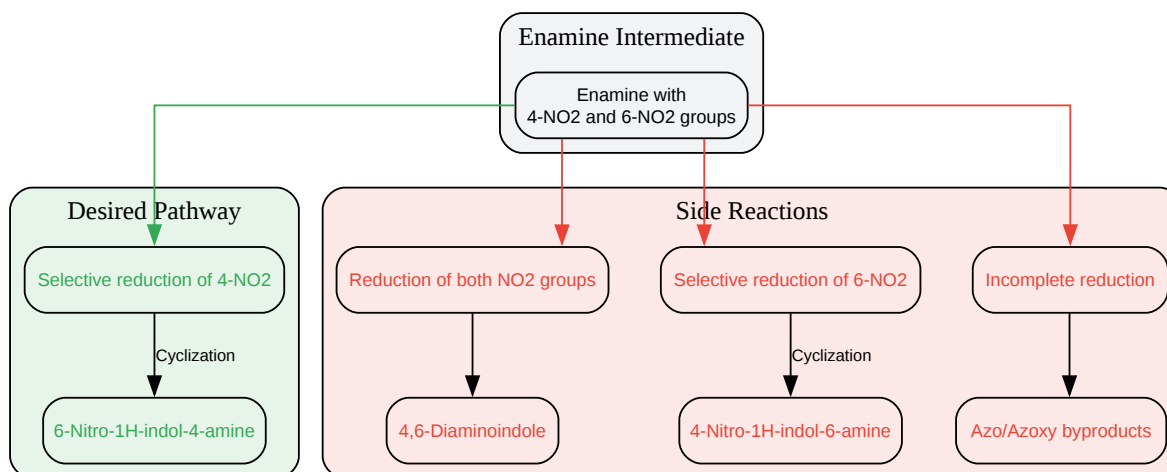 Enamine Intermediate
Enamine with
4-NO2 and 6-NO2 groups
Desired Pathway
Side Reactions
Selective reduction of 4-NO2
Reduction of both NO2 groups
Selective reduction of 6-NO2
Incomplete reduction
Cyclization
Cyclization
6-Nitro-1H-indol-4-amine
4,6-Diaminoindole
4-Nitro-1H-indol-6-amine
Azo/Azoxy byproducts